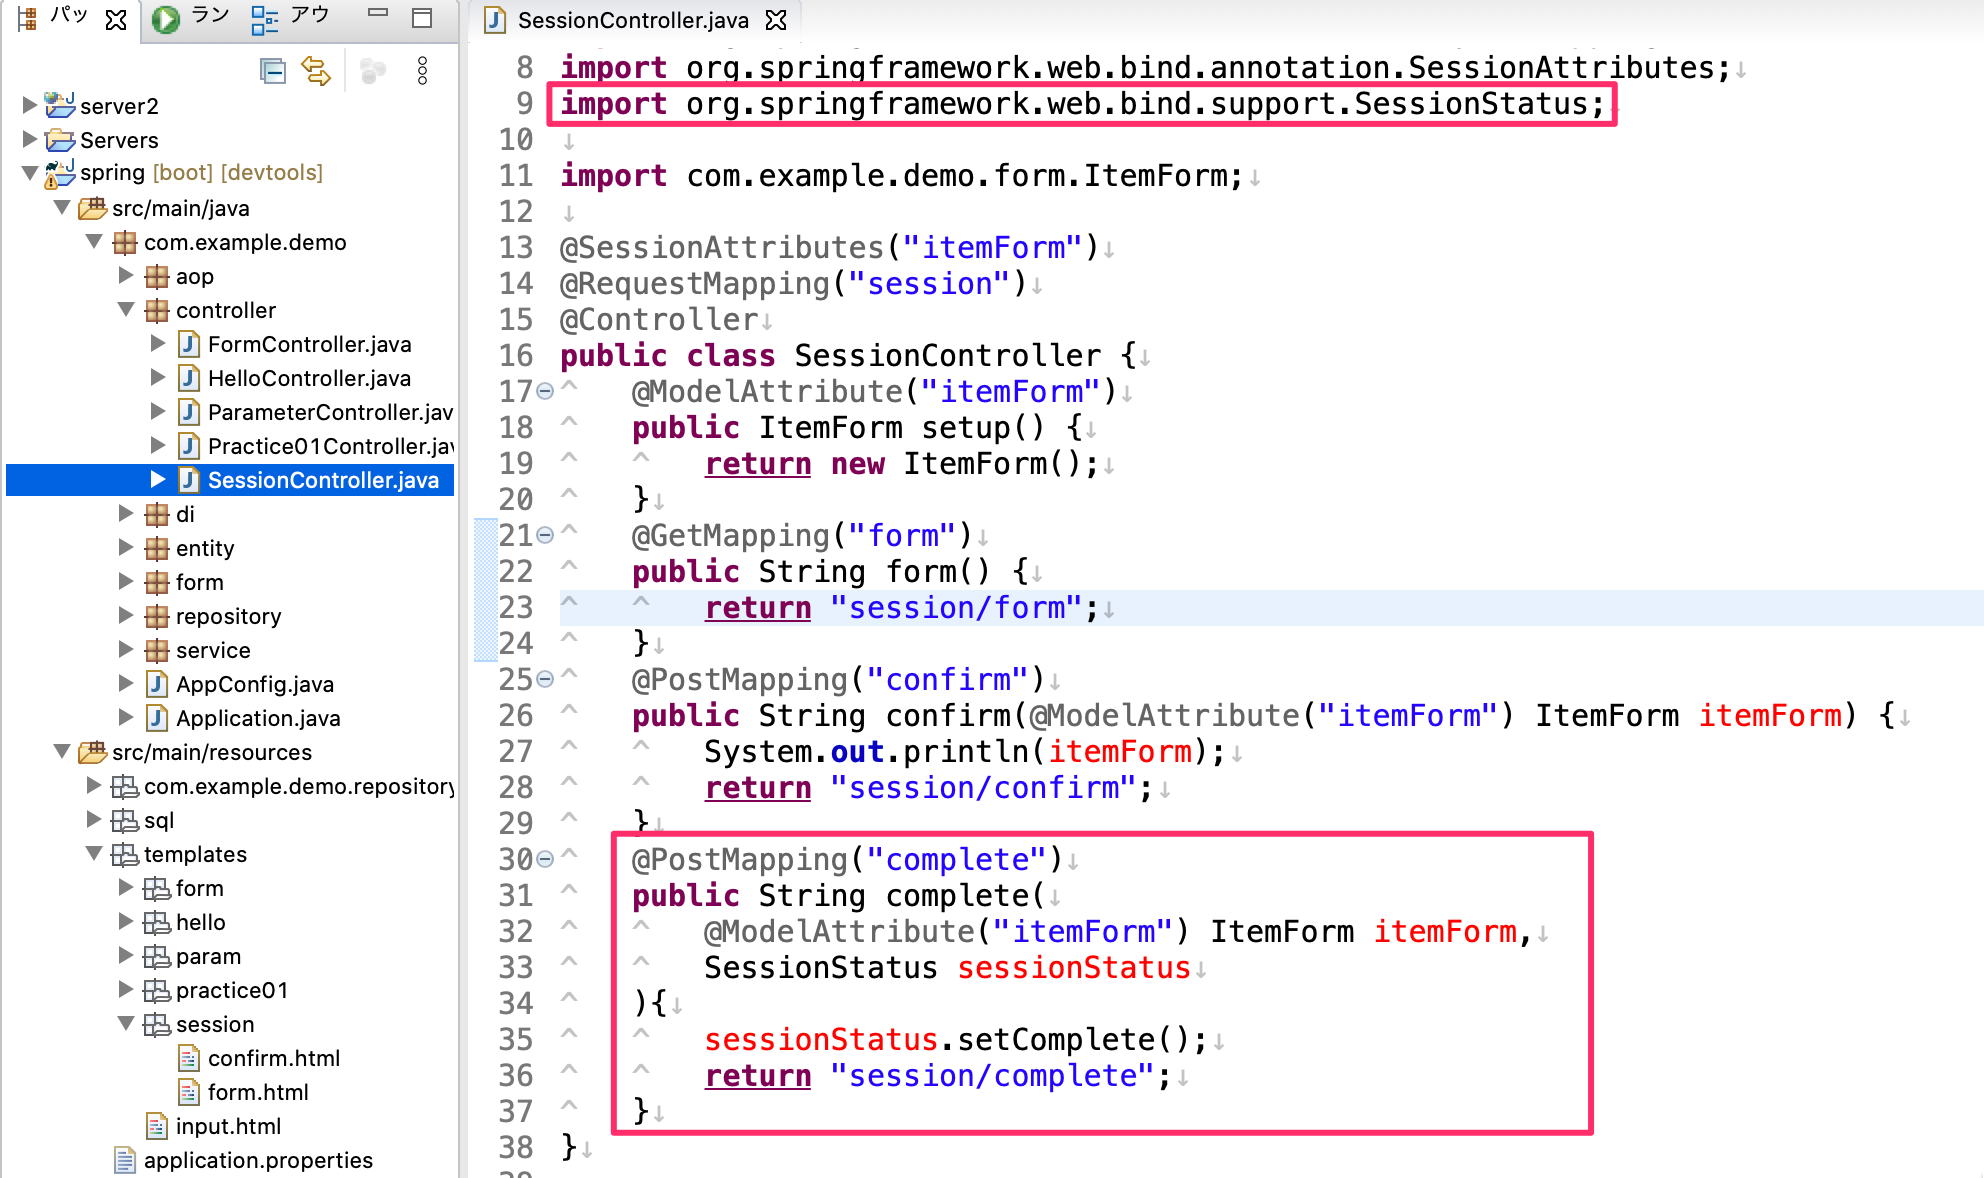 パッ
ラン
アウ
server2
Servers
spring [boot] [devtools]
src/main/java
com.example.demo
aop
controller
FormController.java
HelloController.java
ParameterController.jav
Practice01Controller.jav
SessionController.java
di
entity
form
repository
service
AppConfig.java
Application.java
src/main/resources
com.example.demo.repository
sql
templates
form
hello
param
practice01
session
confirm.html
form.html
input.html
application.properties
SessionController.java
8 import org.springframework.web.bind.annotation.SessionAttributes;↓
9 import org.springframework.web.bind.support.SessionStatus;
10 ↓
11 import com.example.demo.form.ItemForm;↓
12 ↓
13 @SessionAttributes("itemForm")↓
14 @RequestMapping("session")↓
15 @Controller↓
16 public class SessionController {↓
17 ^ @ModelAttribute("itemForm")↓
18 ^ public ItemForm setup() {↓
19 ^ ^ return new ItemForm();↓
20 ^ }↓
21 ^ @GetMapping("form")↓
22 ^ public String form() {↓
23 ^ ^ return "session/form";↓
24 ^ }↓
25 ^ @PostMapping("confirm")↓
26 ^ public String confirm(@ModelAttribute("itemForm") ItemForm itemForm) {↓
27 ^ ^ System.out.println(itemForm);↓
28 ^ ^ return "session/confirm";↓
29 ^ }↓
30 ^ @PostMapping("complete")↓
31 ^ public String complete(↓
32 ^ ^ @ModelAttribute("itemForm") ItemForm itemForm,↓
33 ^ ^ SessionStatus sessionStatus↓
34 ^ ){↓
35 ^ ^ sessionStatus.setComplete();↓
36 ^ ^ return "session/complete";↓
37 ^ }↓
38 }↓